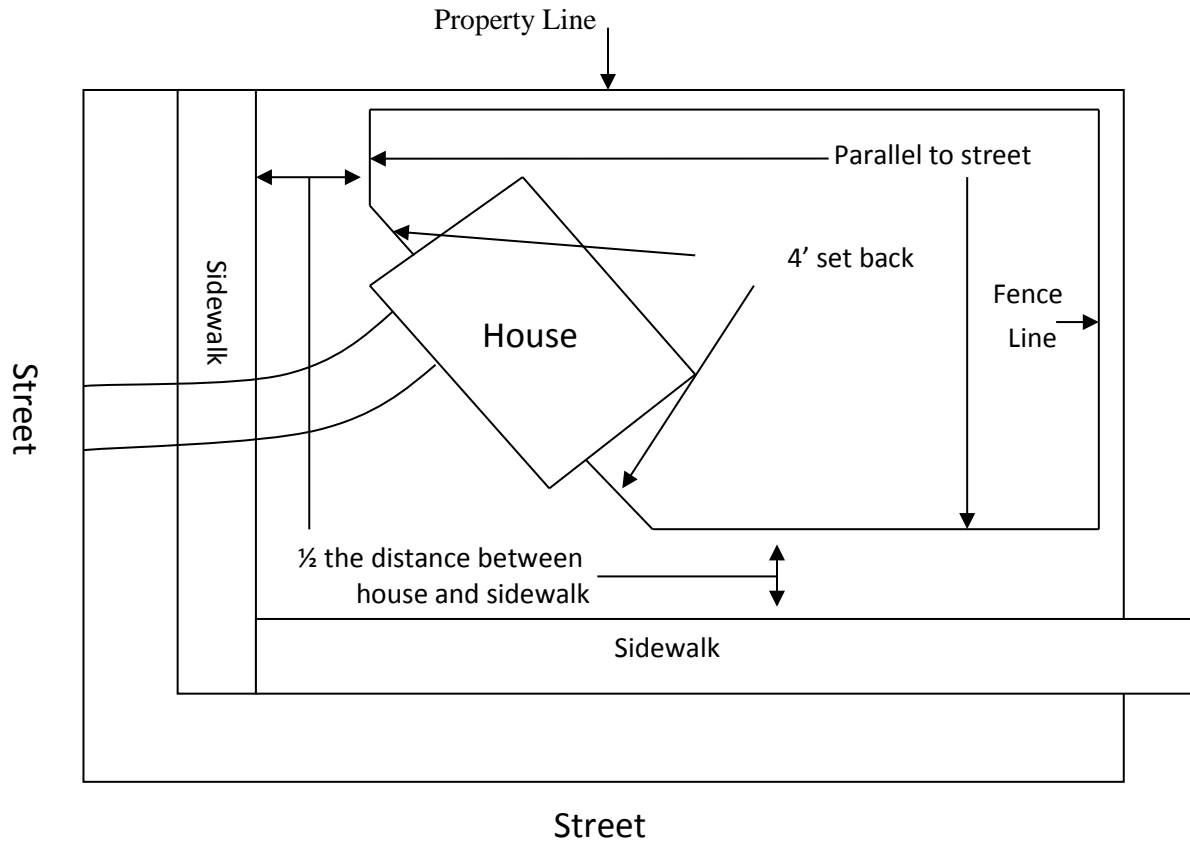 Property Line
Parallel to street
4’ set back
Sidewalk
Fence
Line
House
Street
½ the distance between
house and sidewalk
Sidewalk
Street